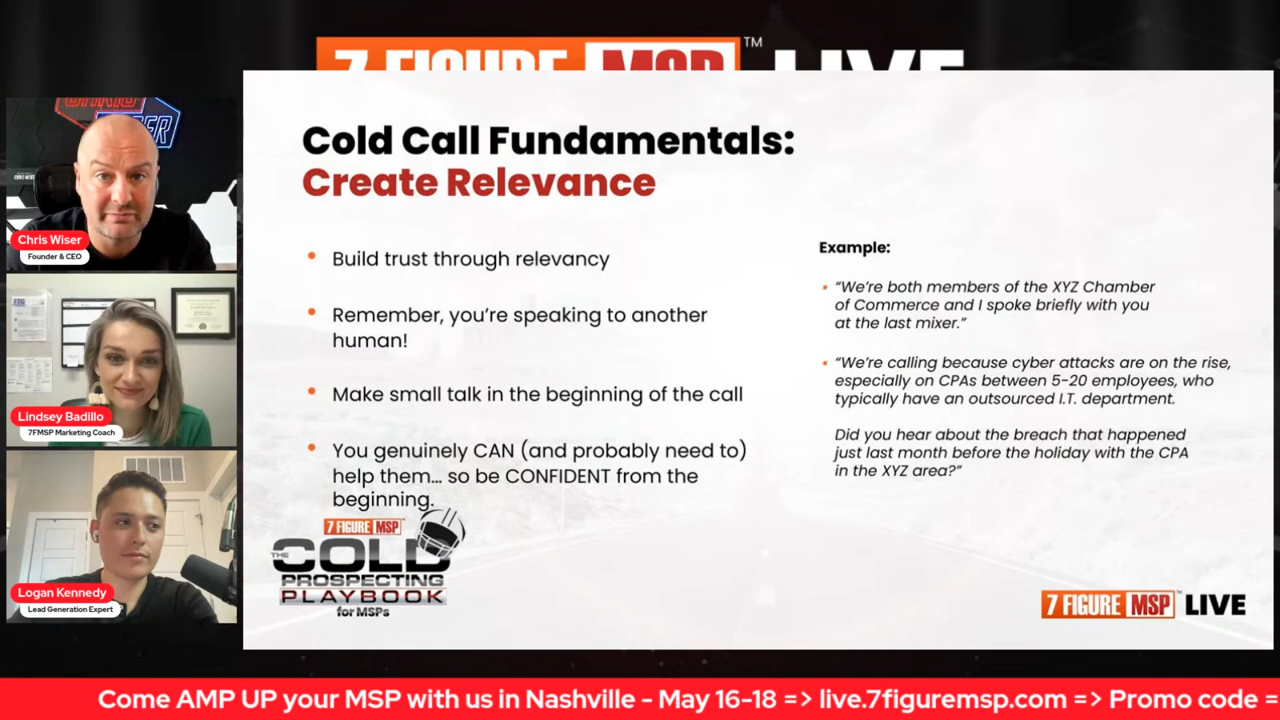 7 FIGURE MSP ™ LIVE
Cold Call Fundamentals:
Create Relevance
• Build trust through relevancy
• Remember, you're speaking to another
human!
• Make small talk in the beginning of the call
• You genuinely CAN (and probably need to)
help them... so be CONFIDENT from the
beginning.
Example:
• “We're both members of the XYZ Chamber
of Commerce and I spoke briefly with you
at the last mixer.”
• “We're calling because cyber attacks are on the rise,
especially on CPAs between 5-20 employees, who
typically have an outsourced I.T. department.
Did you hear about the breach that happened
just last month before the holiday with the CPA
in the XYZ area?”
Chris Wiser
Founder & CEO
Lindsey Badillo
7FMSP Marketing Coach
Logan Kennedy
Lead Generation Expert
7 FIGURE MSP
THE COLD
PROSPECTING
PLAYBOOK
for MSPs
7 FIGURE MSP ™ LIVE
Come AMP UP your MSP with us in Nashville - May 16-18 => live.7figuremsp.com => Promo code =